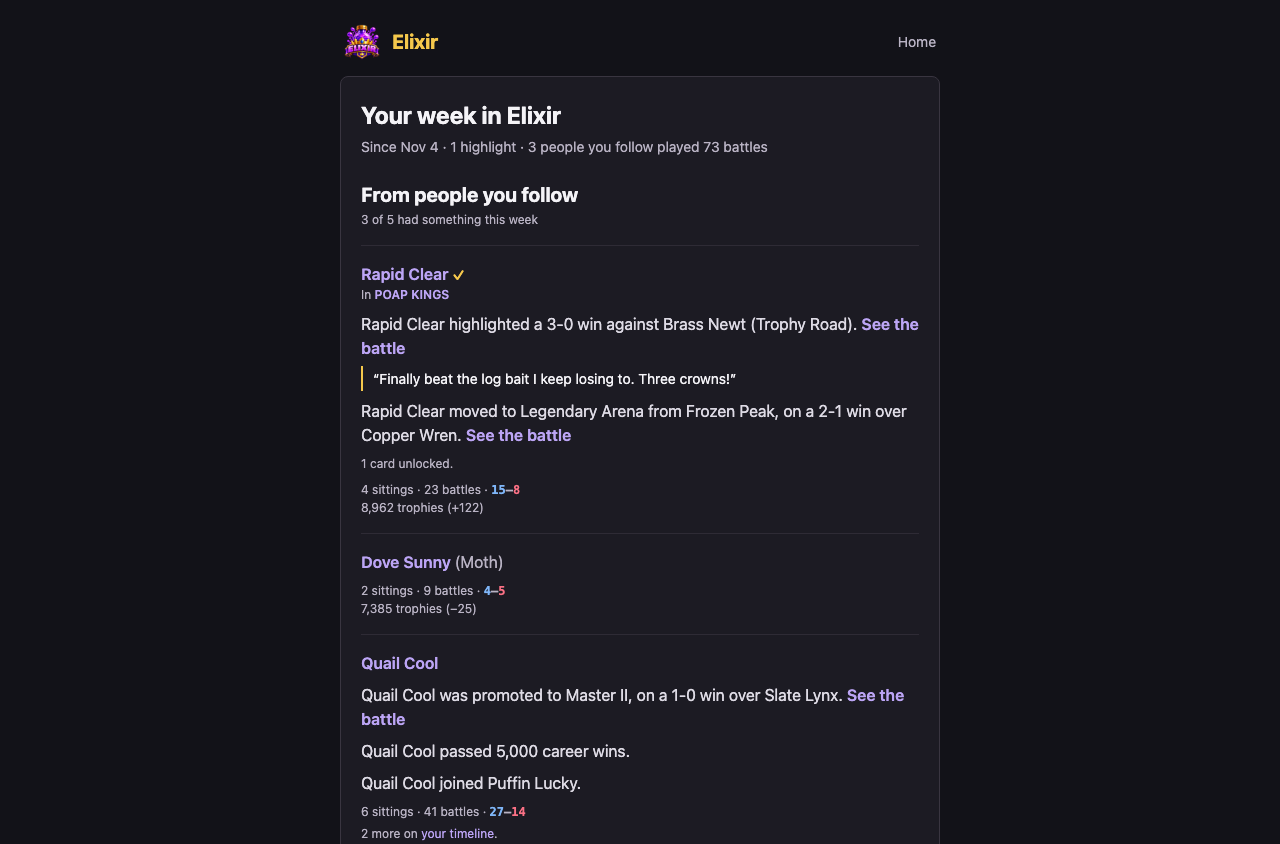 ELIXIR
Elixir
Home
Your week in Elixir
Since Nov 4 · 1 highlight · 3 people you follow played 73 battles
From people you follow
3 of 5 had something this week
Rapid Clear ✓
In POAP KINGS
Rapid Clear highlighted a 3-0 win against Brass Newt (Trophy Road). See the
battle
“Finally beat the log bait I keep losing to. Three crowns!”
Rapid Clear moved to Legendary Arena from Frozen Peak, on a 2-1 win over
Copper Wren. See the battle
1 card unlocked.
4 sittings · 23 battles · 15–8
8,962 trophies (+122)
Dove Sunny (Moth)
2 sittings · 9 battles · 4–5
7,385 trophies (−25)
Quail Cool
Quail Cool was promoted to Master II, on a 1-0 win over Slate Lynx. See the
battle
Quail Cool passed 5,000 career wins.
Quail Cool joined Puffin Lucky.
6 sittings · 41 battles · 27–14
2 more on your timeline.